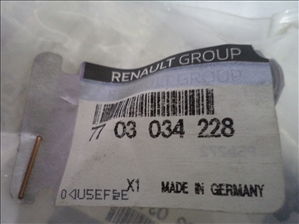 RENAULT GROUP
77 03 034 228
X1 MADE IN GERMANY